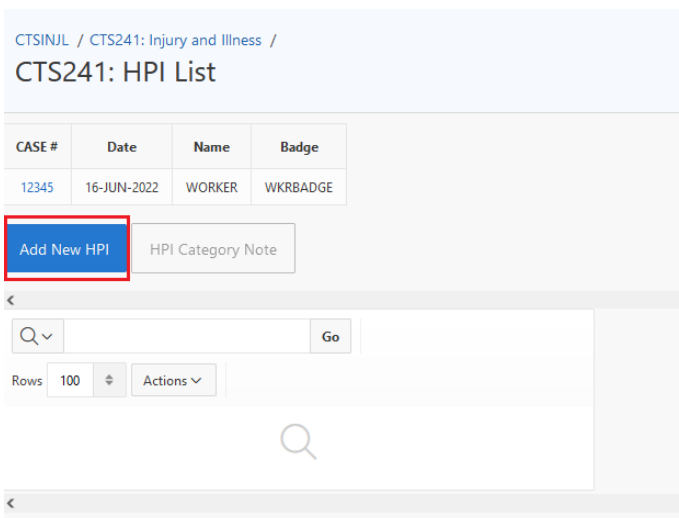 CTSINJL / CTS241: Injury and Illness /
CTS241: HPI List
CASE # Date Name Badge
12345 16-JUN-2022 WORKER WKRBADGE
Add New HPI HPI Category Note
Go
Rows 100 Actions